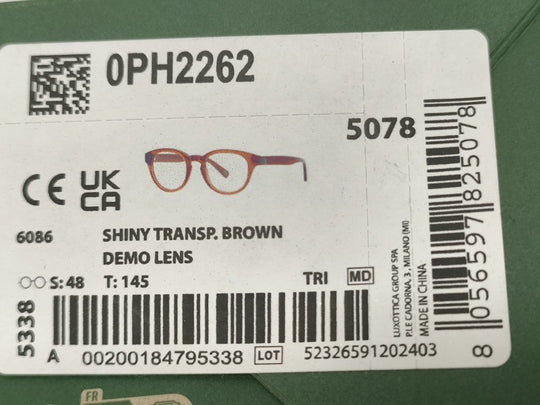 0PH2262
5078
CE UK
CA
6086 SHINY TRANSP. BROWN
DEMO LENS
S: 48 T: 145 TRI MD
5338
A 00200184795338 LOT 52326591202403
LUXOTTICA GROUP SPA
P.LE CADORNA, 3, MILANO (MI)
MADE IN CHINA
8 056597 825078
FR